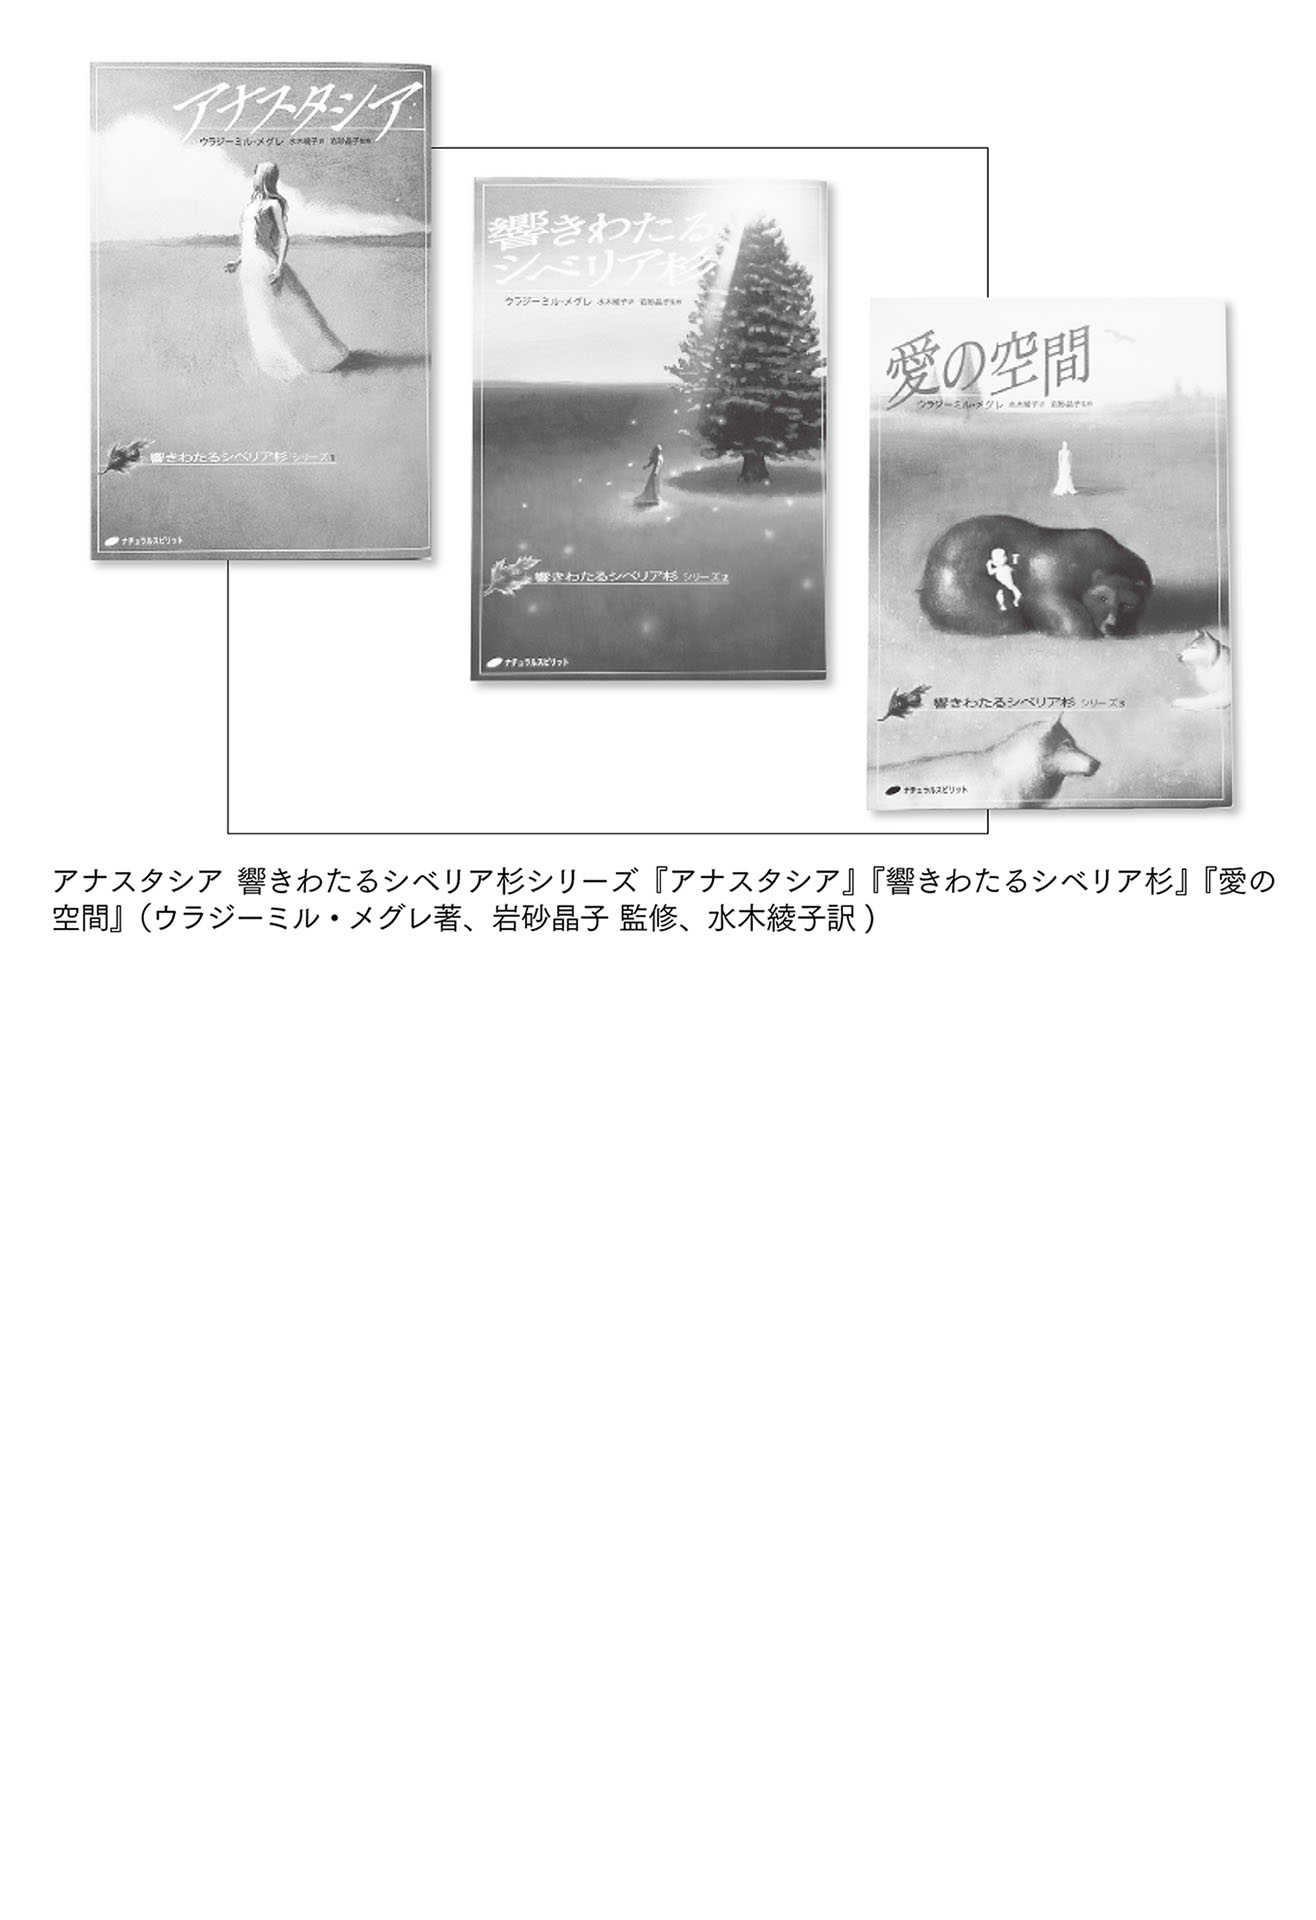 アナスタシア
ウラジーミル・メグレ 水木綾子 訳 岩砂晶子 監修
響きわたるシベリア杉 シリーズ1
ナチュラルスピリット
響きわたる
シベリア杉
ウラジーミル・メグレ 水木綾子 訳 岩砂晶子 監修
響きわたるシベリア杉 シリーズ2
ナチュラルスピリット
愛の空間
ウラジーミル・メグレ 水木綾子 訳 岩砂晶子 監修
響きわたるシベリア杉 シリーズ3
ナチュラルスピリット
アナスタシア 響きわたるシベリア杉シリーズ『アナスタシア』『響きわたるシベリア杉』『愛の
空間』（ウラジーミル・メグレ著、岩砂晶子 監修、水木綾子訳 )